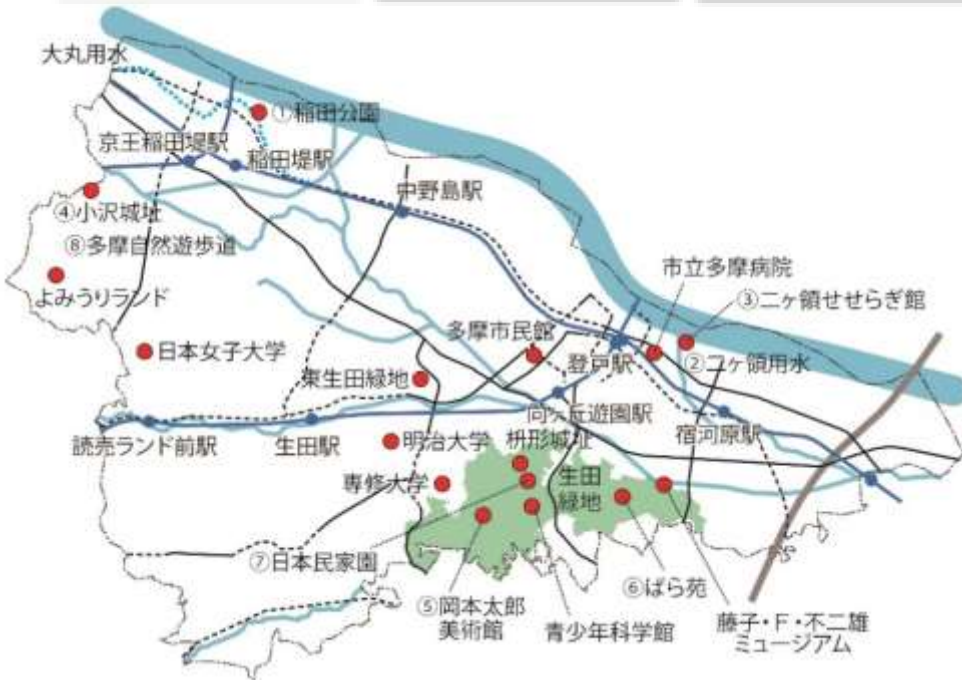 大丸用水
①稲田公園
京王稲田堤駅
稲田堤駅
中野島駅
④小沢城址
⑧多摩自然遊歩道
よみうりランド
市立多摩病院
③二ヶ領せせらぎ館
多摩市民館
登戸駅
②二ヶ領用水
日本女子大学
東生田緑地
向ヶ丘遊園駅
宿河原駅
読売ランド前駅
生田駅
明治大学
枡形城址
専修大学
生田
緑地
⑦日本民家園
⑤岡本太郎
美術館
青少年科学館
⑥ばら苑
藤子・F・不二雄
ミュージアム